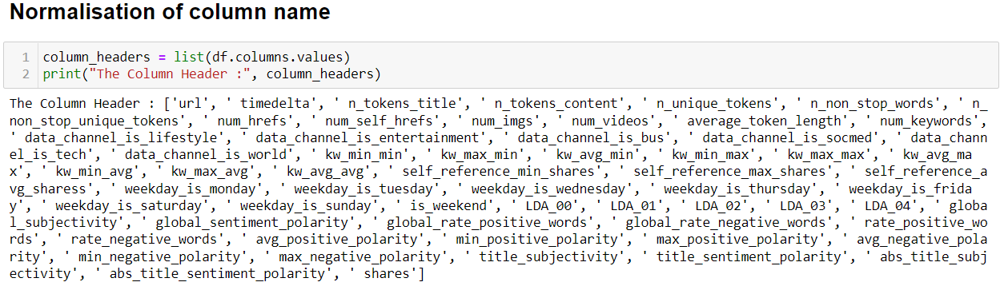 Normalisation of column name
1 column_headers = list(df.columns.values)
2 print("The Column Header :", column_headers)
The Column Header : ['url', ' timedelta', ' n_tokens_title', ' n_tokens_content', ' n_unique_tokens', ' n_non_stop_words', ' n_
non_stop_unique_tokens', ' num_hrefs', ' num_self_hrefs', ' num_imgs', ' num_videos', ' average_token_length', ' num_keywords',
' data_channel_is_lifestyle', ' data_channel_is_entertainment', ' data_channel_is_bus', ' data_channel_is_socmed', ' data_chann
el_is_tech', ' data_channel_is_world', ' kw_min_min', ' kw_max_min', ' kw_avg_min', ' kw_min_max', ' kw_max_max', ' kw_avg_ma
x', ' kw_min_avg', ' kw_max_avg', ' kw_avg_avg', ' self_reference_min_shares', ' self_reference_max_shares', ' self_reference_a
vg_sharess', ' weekday_is_monday', ' weekday_is_tuesday', ' weekday_is_wednesday', ' weekday_is_thursday', ' weekday_is_frida
y', ' weekday_is_saturday', ' weekday_is_sunday', ' is_weekend', ' LDA_00', ' LDA_01', ' LDA_02', ' LDA_03', ' LDA_04', ' globa
l_subjectivity', ' global_sentiment_polarity', ' global_rate_positive_words', ' global_rate_negative_words', ' rate_positive_wo
rds', ' rate_negative_words', ' avg_positive_polarity', ' min_positive_polarity', ' max_positive_polarity', ' avg_negative_pola
rity', ' min_negative_polarity', ' max_negative_polarity', ' title_subjectivity', ' title_sentiment_polarity', ' abs_title_subj
ectivity', ' abs_title_sentiment_polarity', ' shares']